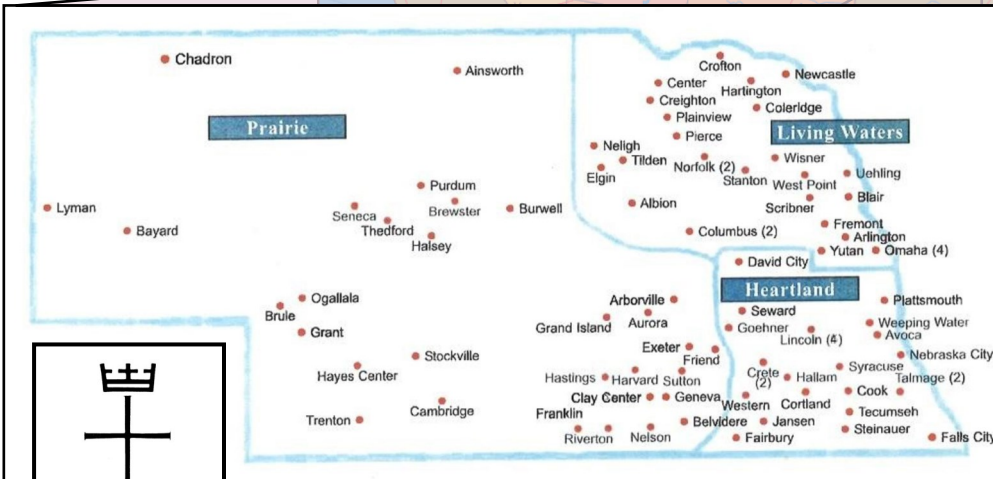 Chadron
Ainsworth
Prairie
Lyman
Bayard
Purdum
Seneca
Brewster
Thedford
Halsey
Burwell
Ogallala
Brule
Grant
Stockville
Hayes Center
Cambridge
Trenton
Arborville
Grand Island
Aurora
Exeter
Friend
Hastings
Harvard
Sutton
Clay Center
Geneva
Franklin
Riverton
Nelson
Belvidere
Crofton
Newcastle
Center
Hartington
Creighton
Coleridge
Plainview
Living Waters
Pierce
Neligh
Tilden
Norfolk (2)
Wisner
Elgin
Stanton
West Point
Uehling
Albion
Scribner
Blair
Columbus (2)
Fremont
Arlington
Yutan
Omaha (4)
David City
Heartland
Plattsmouth
Seward
Goehner
Lincoln (4)
Weeping Water
Avoca
Nebraska City
Crete
(2)
Hallam
Syracuse
Talmage (2)
Western
Cortland
Cook
Jansen
Tecumseh
Fairbury
Steinauer
Falls City